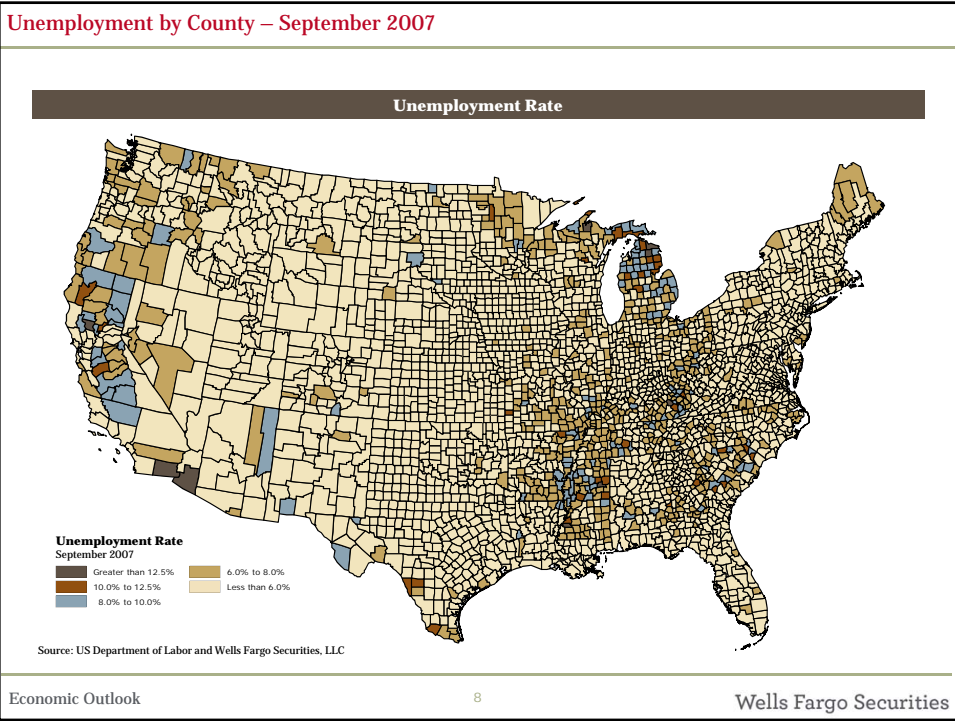 Unemployment by County – September 2007
Unemployment Rate
Unemployment Rate
September 2007
Greater than 12.5%
6.0% to 8.0%
10.0% to 12.5%
Less than 6.0%
8.0% to 10.0%
Source: US Department of Labor and Wells Fargo Securities, LLC
Economic Outlook
8
Wells Fargo Securities